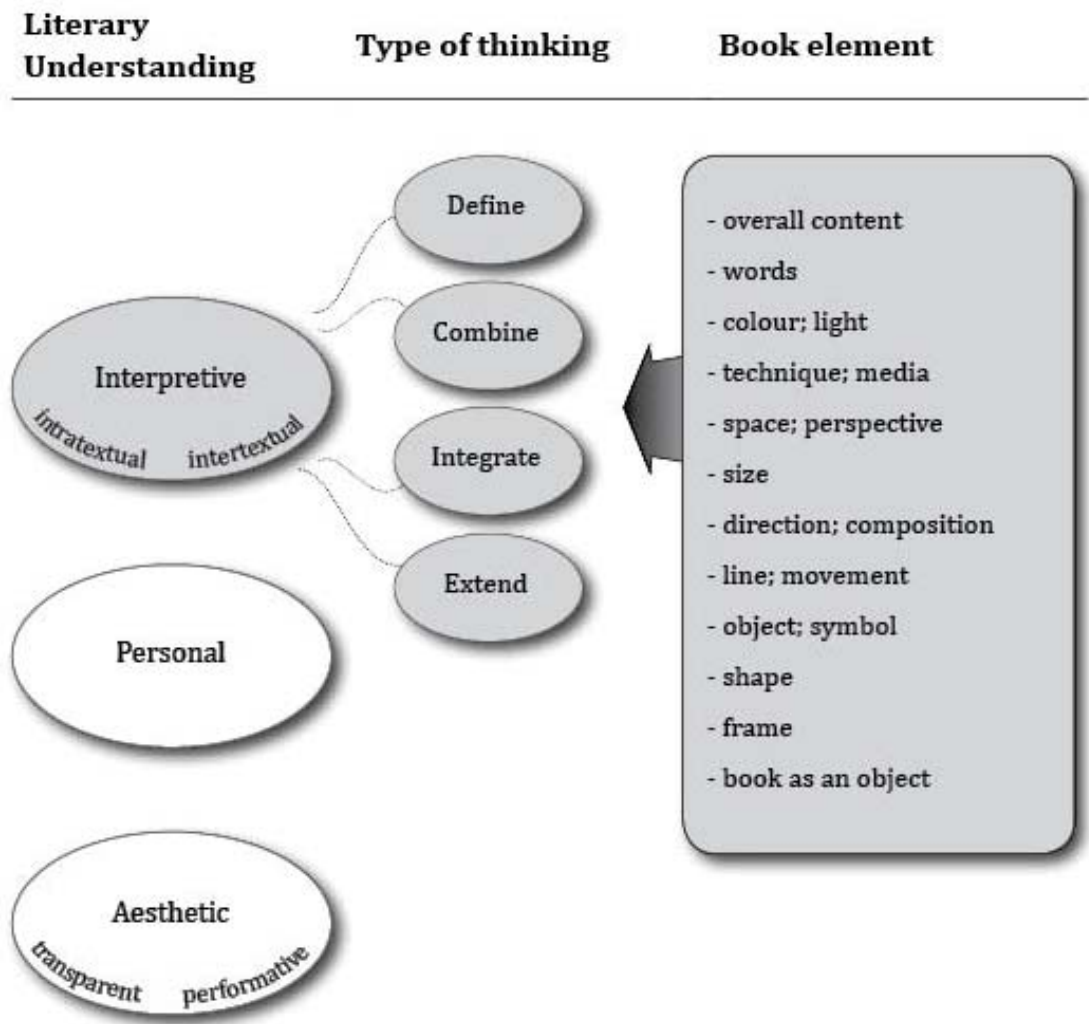 Literary
Understanding
Type of thinking
Book element
Define
Combine
Integrate
Extend
Interpretive
intratextual intertextual
Personal
Aesthetic
transparent performative
- overall content
- words
- colour; light
- technique; media
- space; perspective
- size
- direction; composition
- line; movement
- object; symbol
- shape
- frame
- book as an object